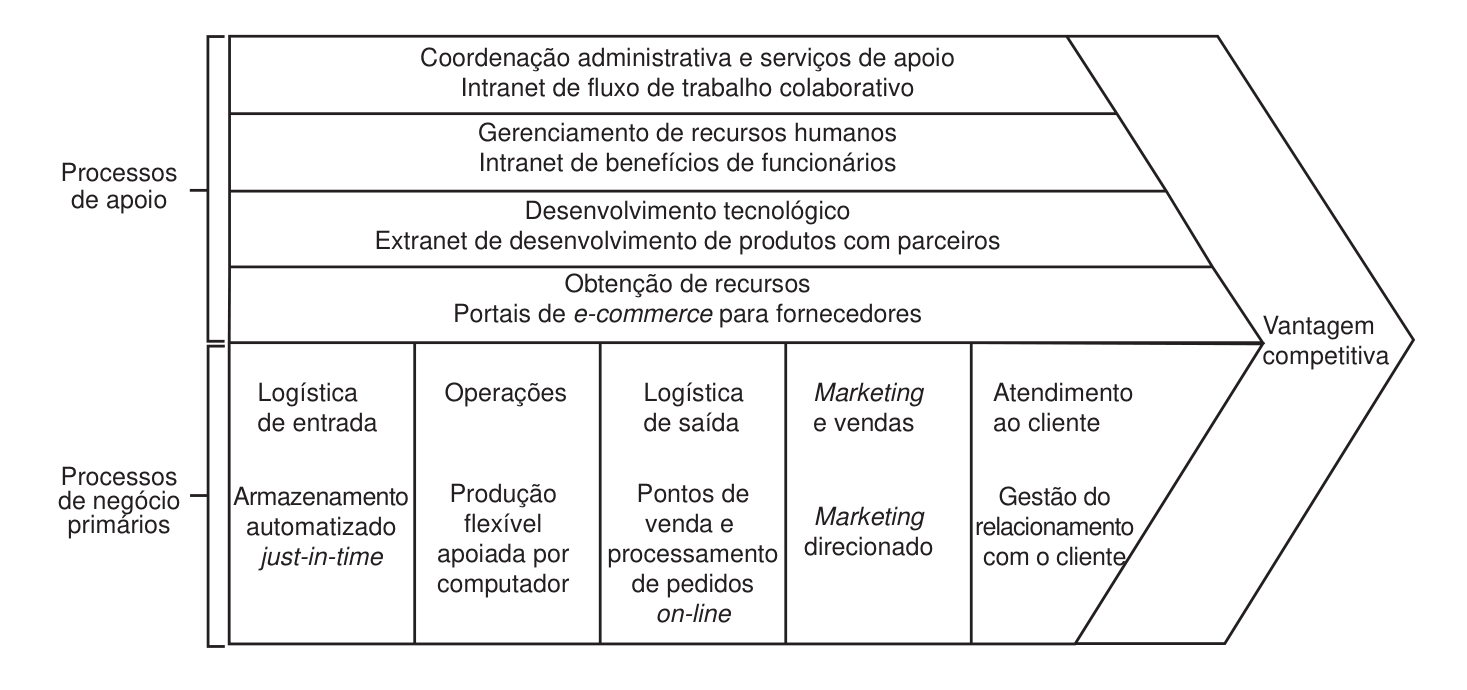 Processos
de apoio
Coordenação administrativa e serviços de apoio
Intranet de fluxo de trabalho colaborativo
Gerenciamento de recursos humanos
Intranet de benefícios de funcionários
Desenvolvimento tecnológico
Extranet de desenvolvimento de produtos com parceiros
Obtenção de recursos
Portais de e-commerce para fornecedores
Processos
de negócio
primários
Logística
de entrada
Armazenamento
automatizado
just-in-time
Operações
Produção
flexível
apoiada por
computador
Logística
de saída
Pontos de
venda e
processamento
de pedidos
on-line
Marketing
e vendas
Marketing
direcionado
Atendimento
ao cliente
Gestão do
relacionamento
com o cliente
Vantagem
competitiva